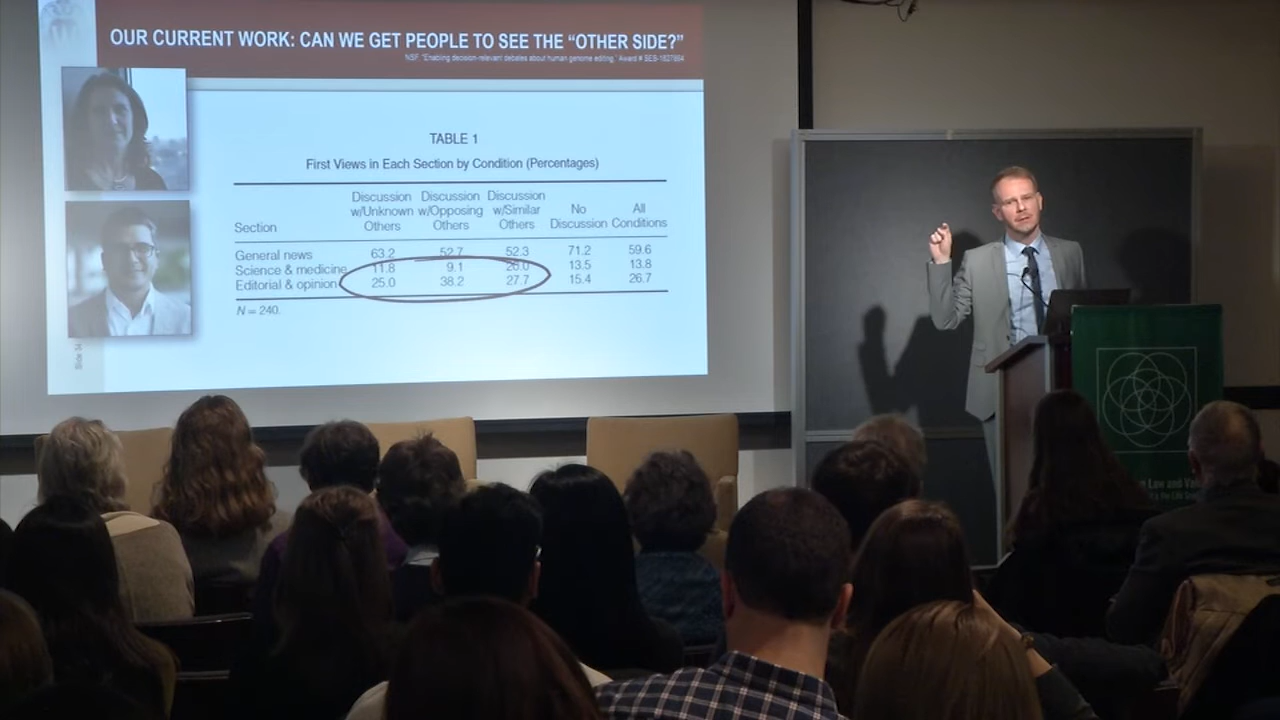 OUR CURRENT WORK: CAN WE GET PEOPLE TO SEE THE “OTHER SIDE?”
NSF. “Enabling decision-relevant debates about human genome editing.” Award # SES-1827864
TABLE 1
First Views in Each Section by Condition (Percentages)
Section Discussion w/Unknown Others Discussion w/Opposing Others Discussion w/Similar Others No Discussion All Conditions
General news 63.2 52.7 52.3 71.2 59.6
Science & medicine 11.8 9.1 20.0 13.5 13.8
Editorial & opinion 25.0 38.2 27.7 15.4 26.7
N = 240.
Slide 34
Law and